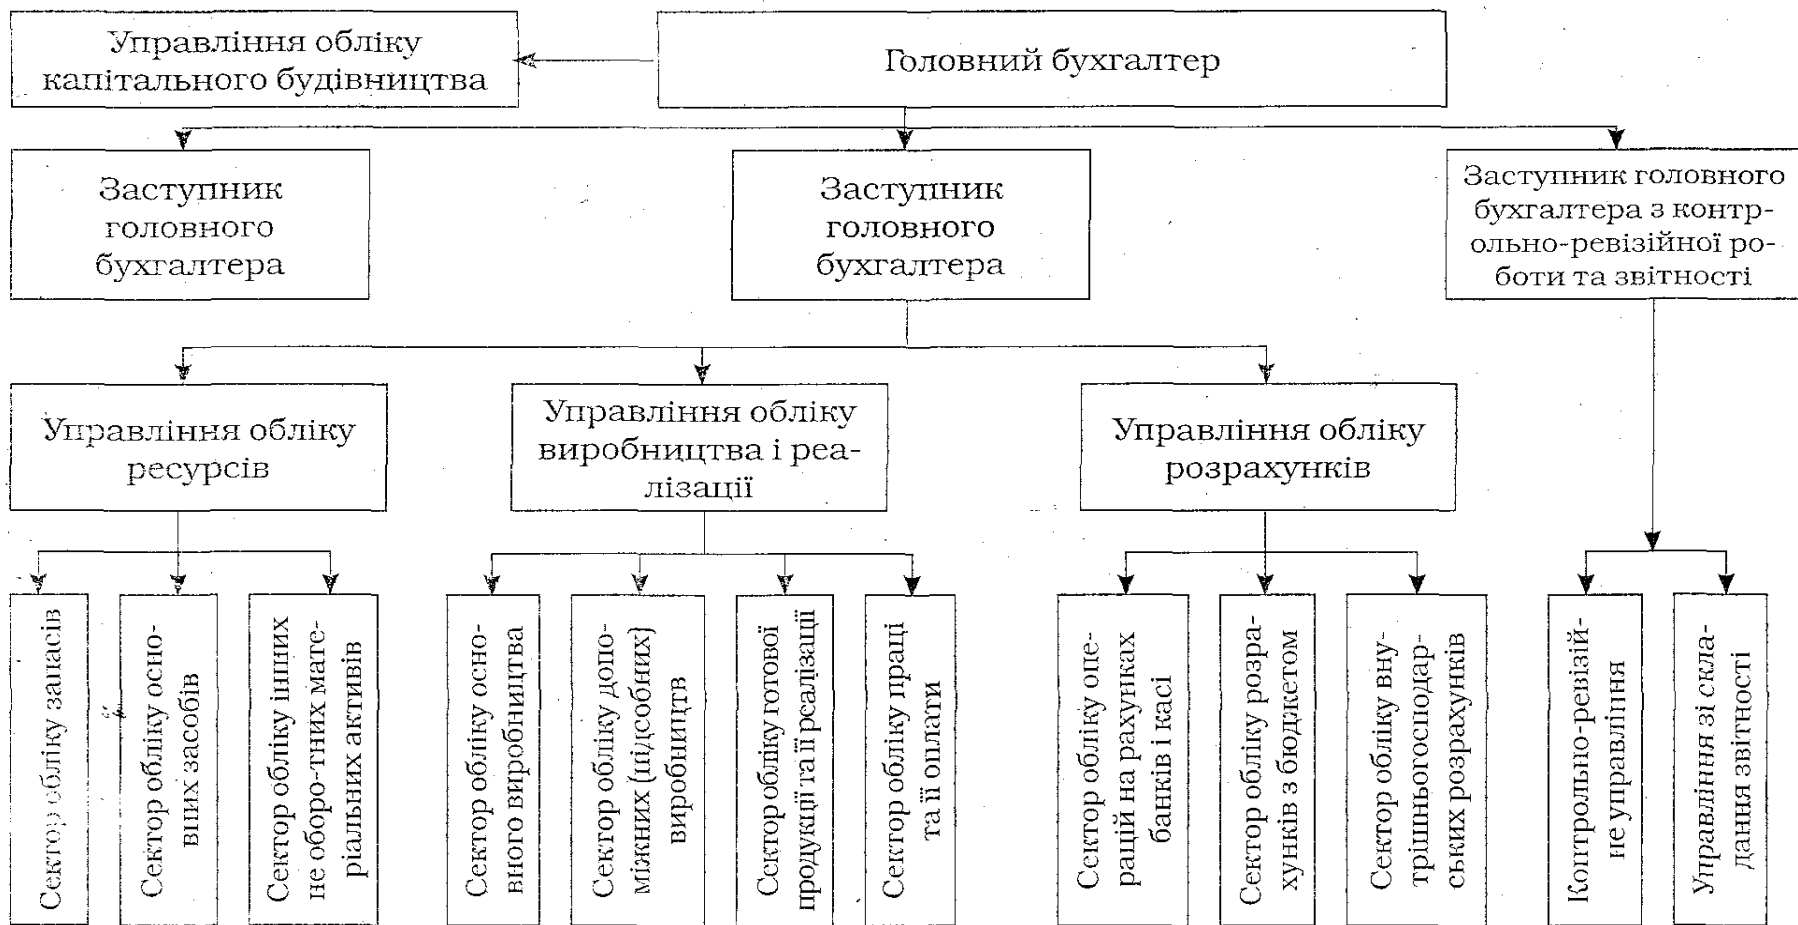 Управління обліку
капітального будівництва
Головний бухгалтер
Заступник
головного
бухгалтера
Заступник
головного
бухгалтера
Заступник головного
бухгалтера з контр-
ольно-ревізійної ро-
боти та звітності
Управління обліку
ресурсів
Управління обліку
виробництва і реа-
лізації
Управління обліку
розрахунків
Сектор обліку запасів
Сектор обліку осно-
вних засобів
Сектор обліку інших
не оборо-тних мате-
ріальних активів
Сектор обліку осно-
вного виробництва
Сектор обліку допо-
міжних (підсобних)
виробництв
Сектор обліку готової
продукції та її реалізації
Сектор обліку праці
та її оплати
Сектор обліку опе-
рацій на рахунках
банків і касі
Сектор обліку розра-
хунків з бюджетом
Сектор обліку вну-
трішньогосподар-
ських розрахунків
Контрольно-ревізій-
не управління
Управління зі скла-
дання звітності